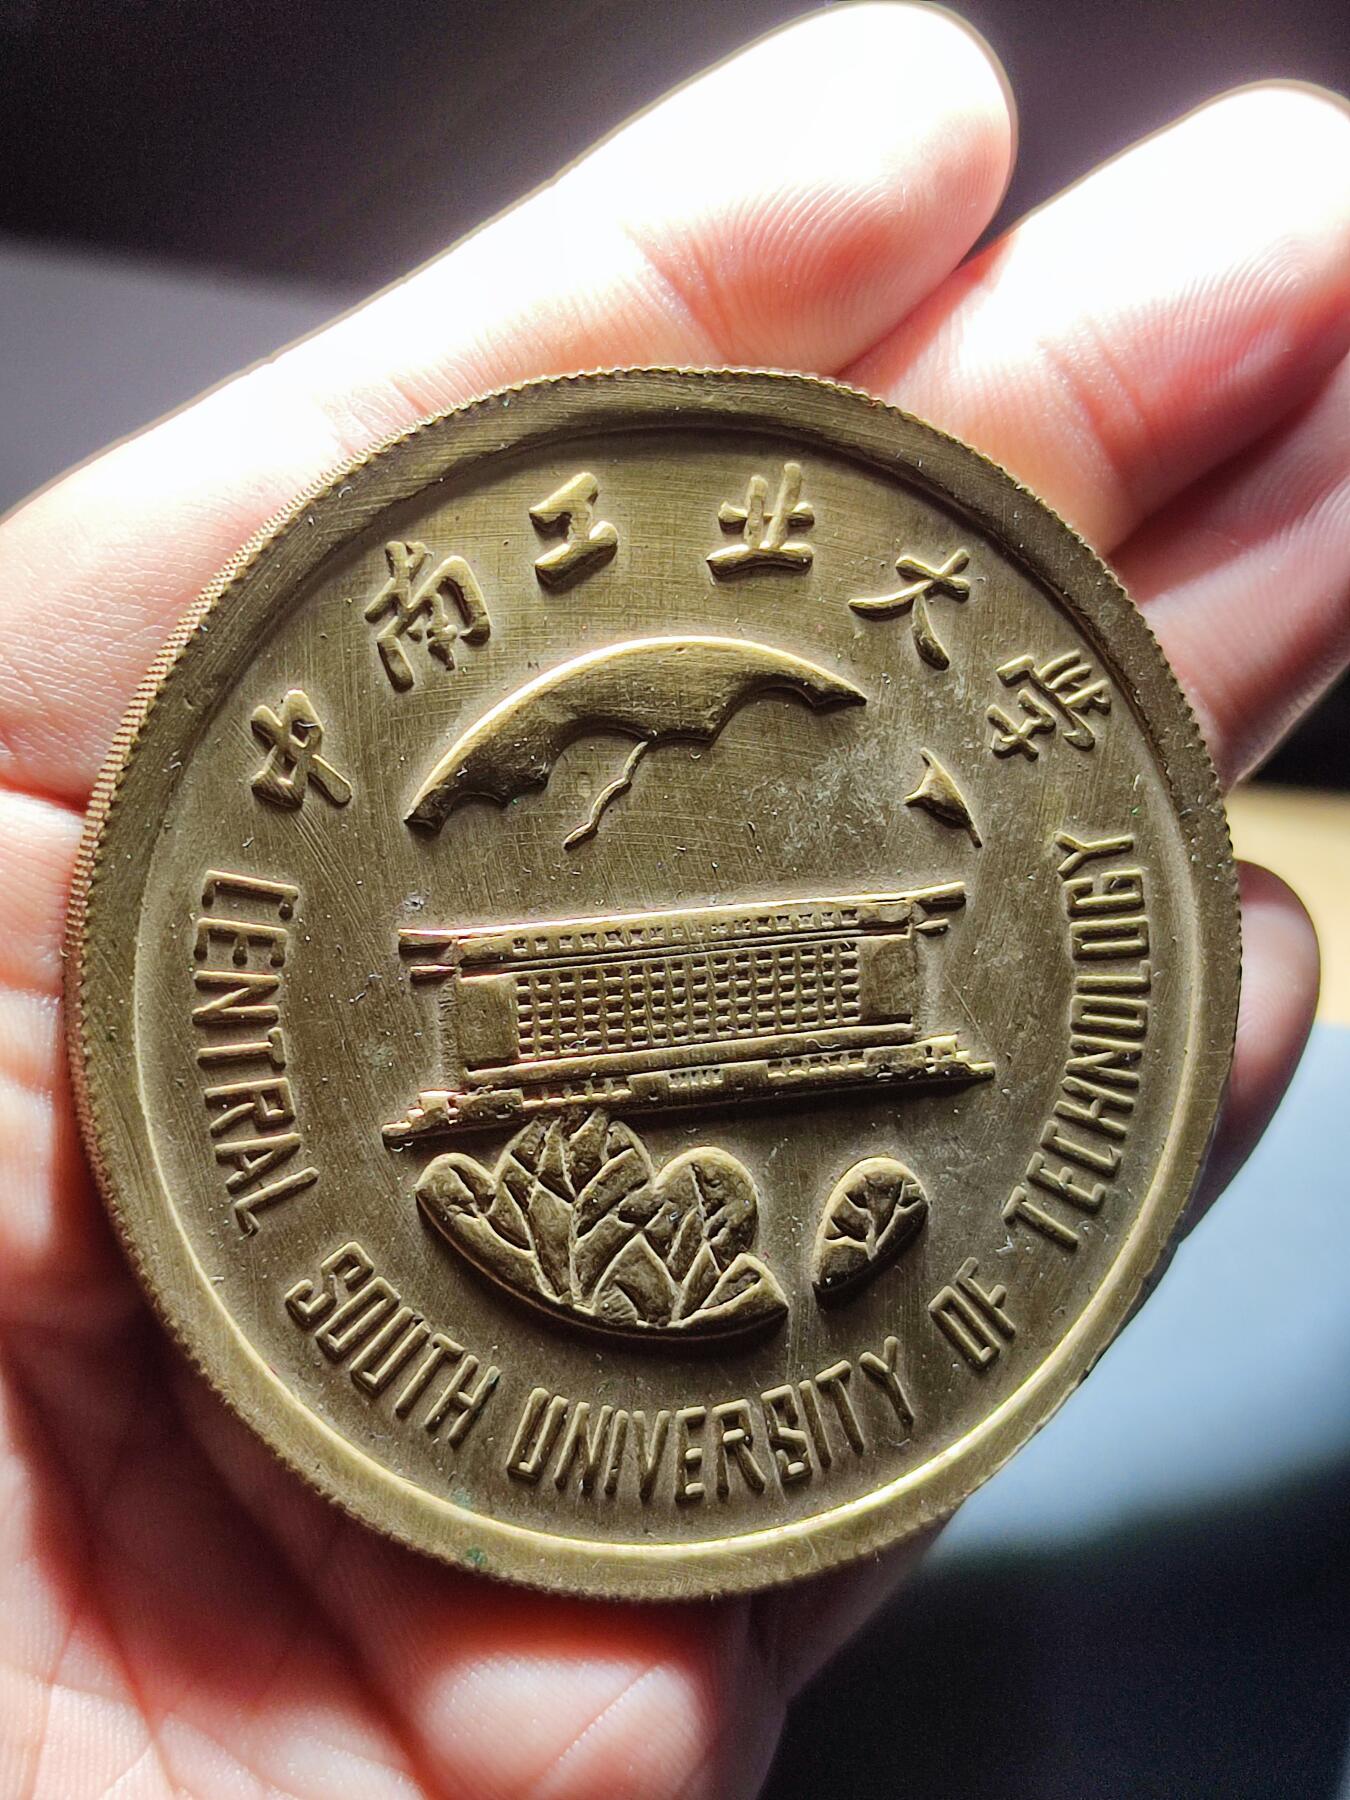 中南工业大学
CENTRAL SOUTH UNIVERSITY OF TECHNOLOGY